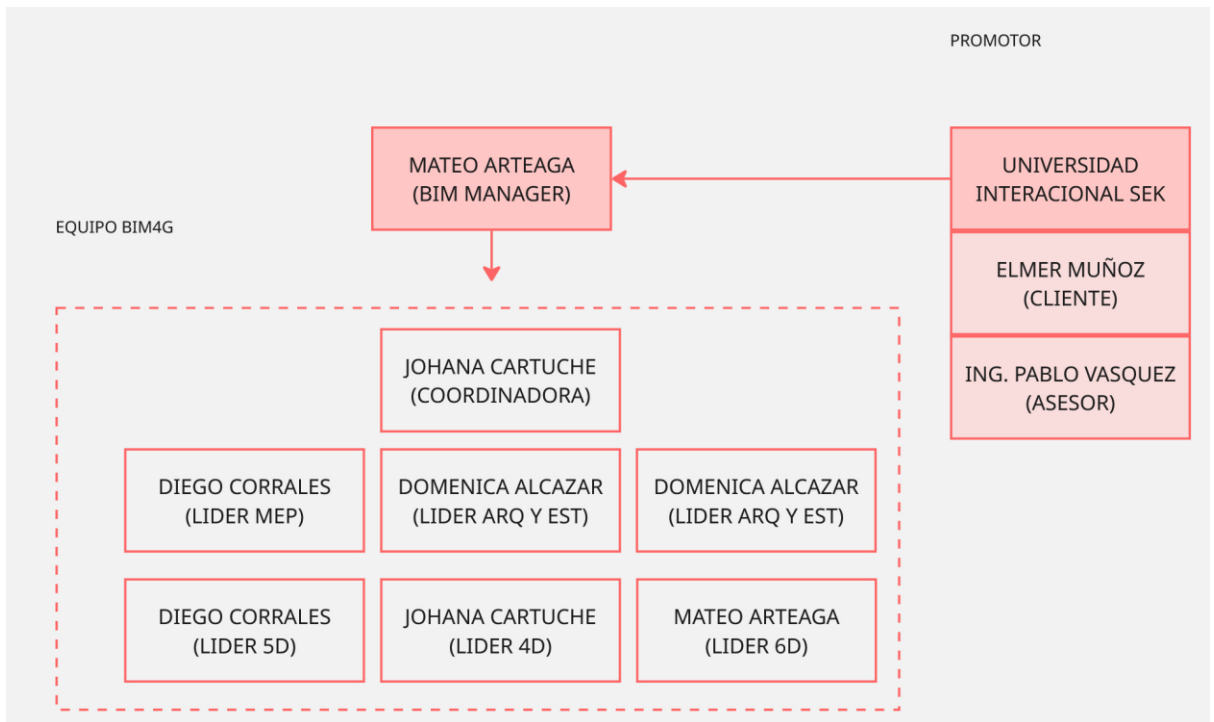 PROMOTOR
MATEO ARTEAGA
(BIM MANAGER)
UNIVERSIDAD
INTERACIONAL SEK
EQUIPO BIM4G
ELMER MUÑOZ
(CLIENTE)
ING. PABLO VASQUEZ
(ASESOR)
JOHANA CARTUCHE
(COORDINADORA)
DIEGO CORRALES
(LIDER MEP)
DOMENICA ALCAZAR
(LIDER ARQ Y EST)
DOMENICA ALCAZAR
(LIDER ARQ Y EST)
DIEGO CORRALES
(LIDER 5D)
JOHANA CARTUCHE
(LIDER 4D)
MATEO ARTEAGA
(LIDER 6D)